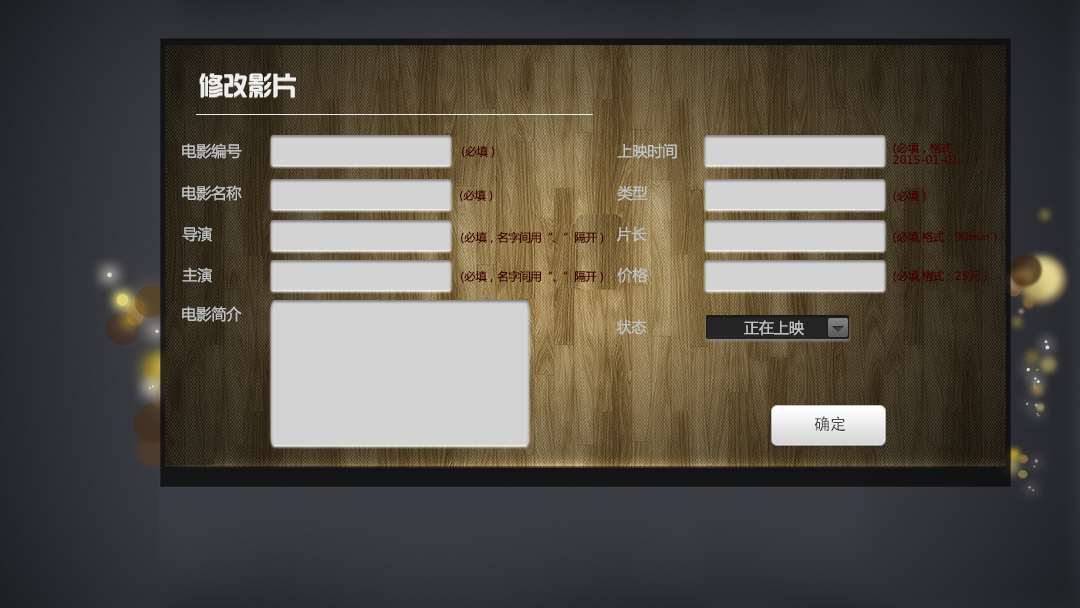 修改影片
电影编号
(必填)
上映时间
(必填,格式:
2015-01-01 )
电影名称
(必填)
类型
(必填)
导演
(必填,名字间用“、”隔开)
片长
(必填,格式:90min)
主演
(必填,名字间用“、”隔开)
价格
(必填,格式:25元)
电影简介
状态
正在上映
确定